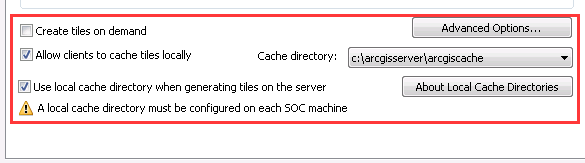 Create tiles on demand Advanced Options...
Allow clients to cache tiles locally Cache directory: c:\arcgisserver\arcgiscache
Use local cache directory when generating tiles on the server About Local Cache Directories
A local cache directory must be configured on each SOC machine